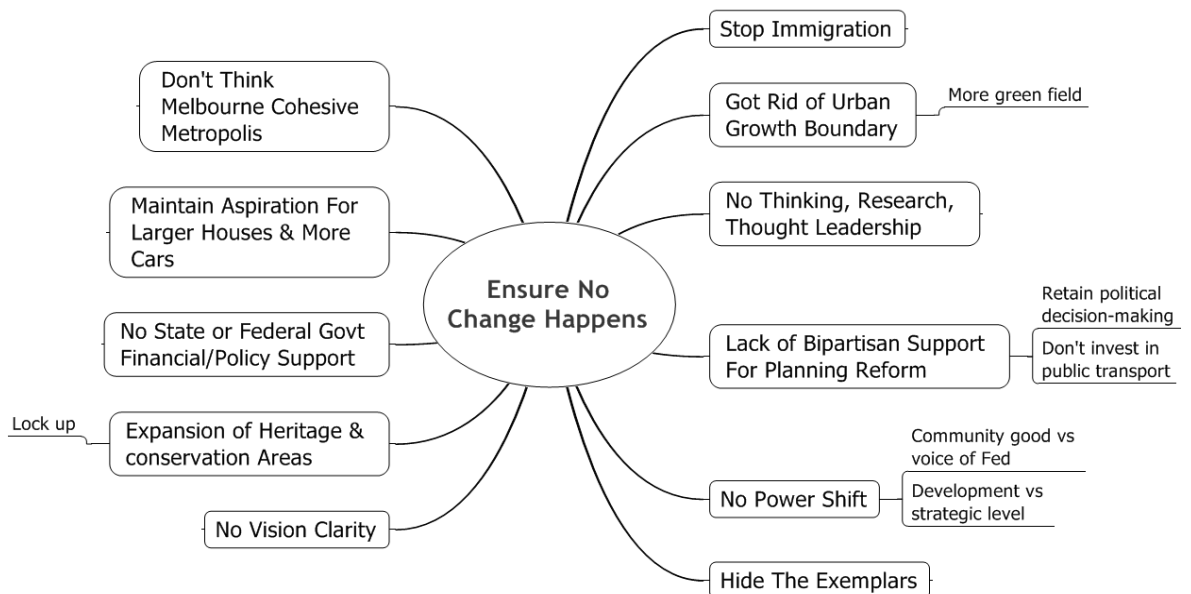 Ensure No
Change Happens
Stop Immigration
Got Rid of Urban
Growth Boundary
More green field
No Thinking, Research,
Thought Leadership
Lack of Bipartisan Support
For Planning Reform
Retain political
decision-making
Don't invest in
public transport
No Power Shift
Community good vs
voice of Fed
Development vs
strategic level
Hide The Exemplars
Don't Think
Melbourne Cohesive
Metropolis
Maintain Aspiration For
Larger Houses & More
Cars
No State or Federal Govt
Financial/Policy Support
Expansion of Heritage &
conservation Areas
Lock up
No Vision Clarity